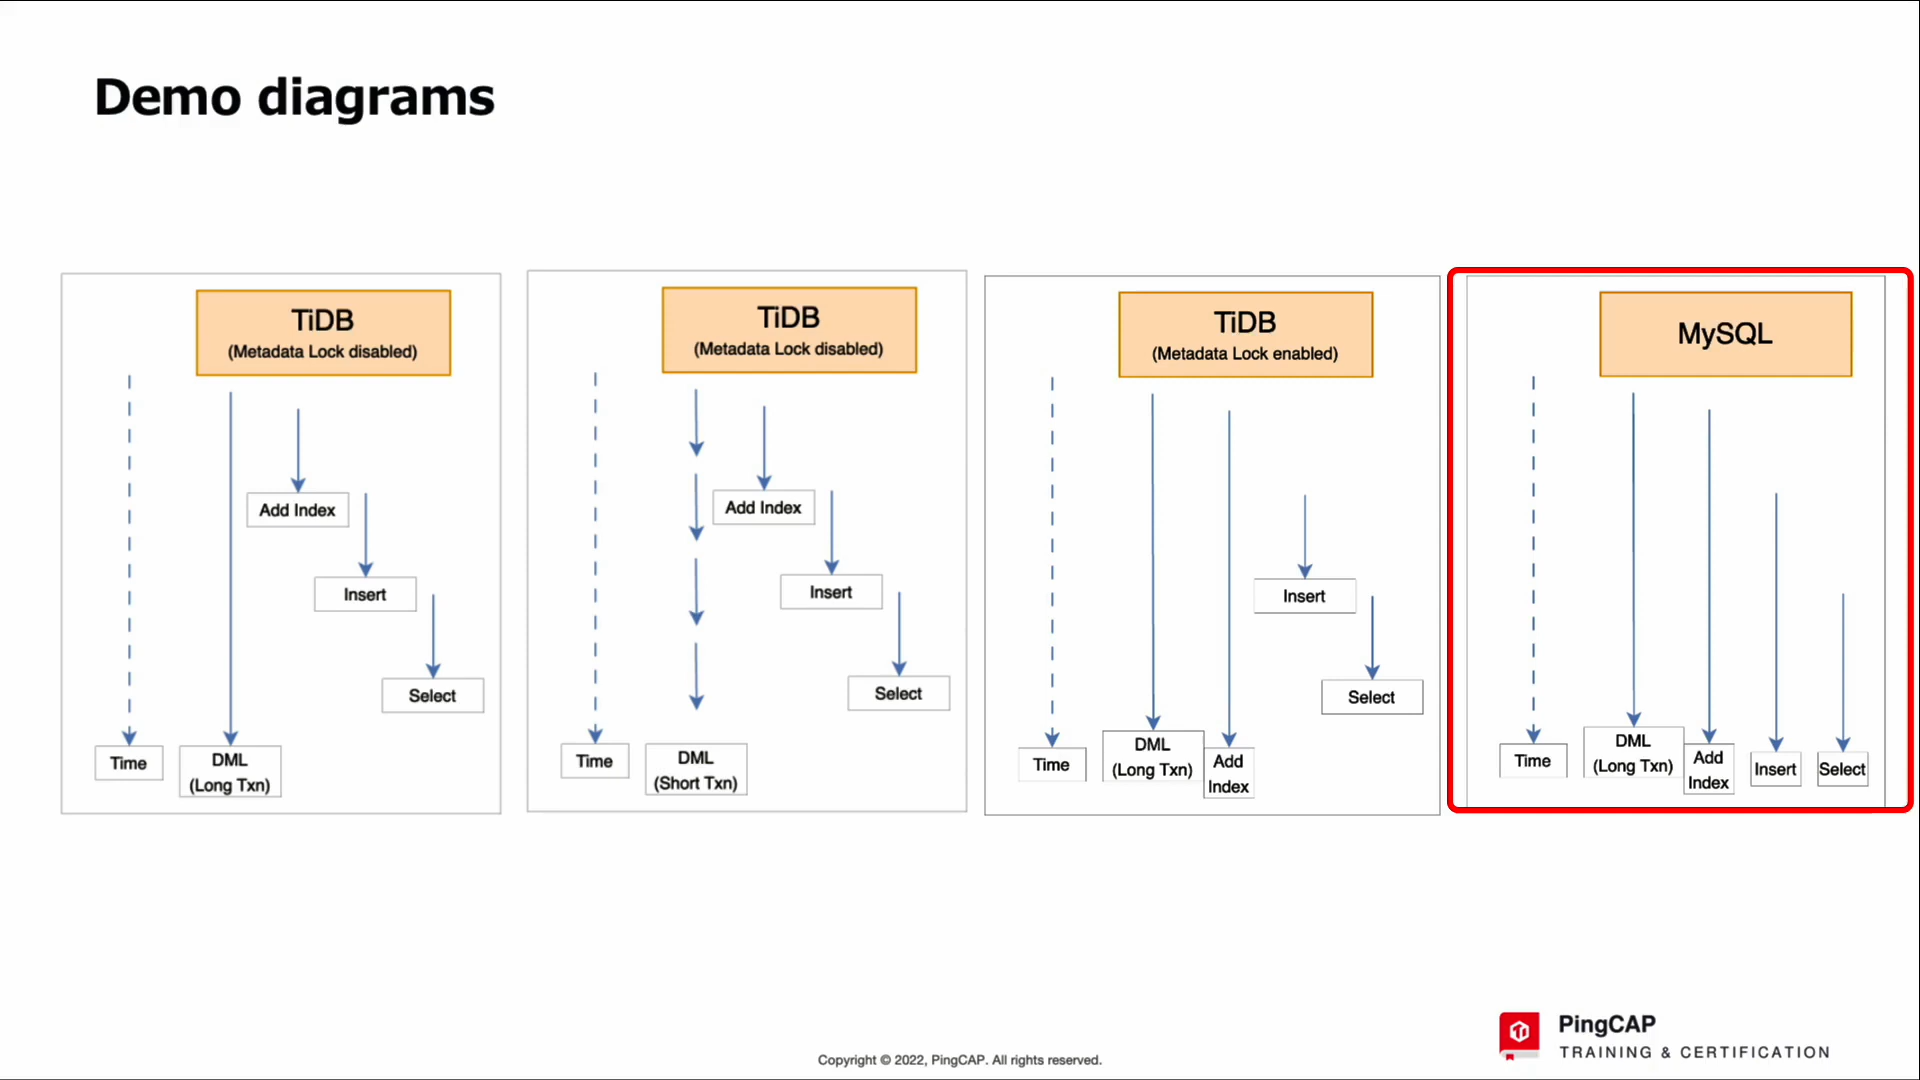 Demo diagrams
TiDB
(Metadata Lock disabled)
Add Index
Insert
Select
Time
DML
(Long Txn)
TiDB
(Metadata Lock disabled)
Add Index
Insert
Select
Time
DML
(Short Txn)
TiDB
(Metadata Lock enabled)
Insert
Select
Time
DML
(Long Txn)
Add
Index
MySQL
Time
DML
(Long Txn)
Add
Index
Insert
Select
PingCAP
TRAINING & CERTIFICATION
Copyright © 2022, PingCAP. All rights reserved.